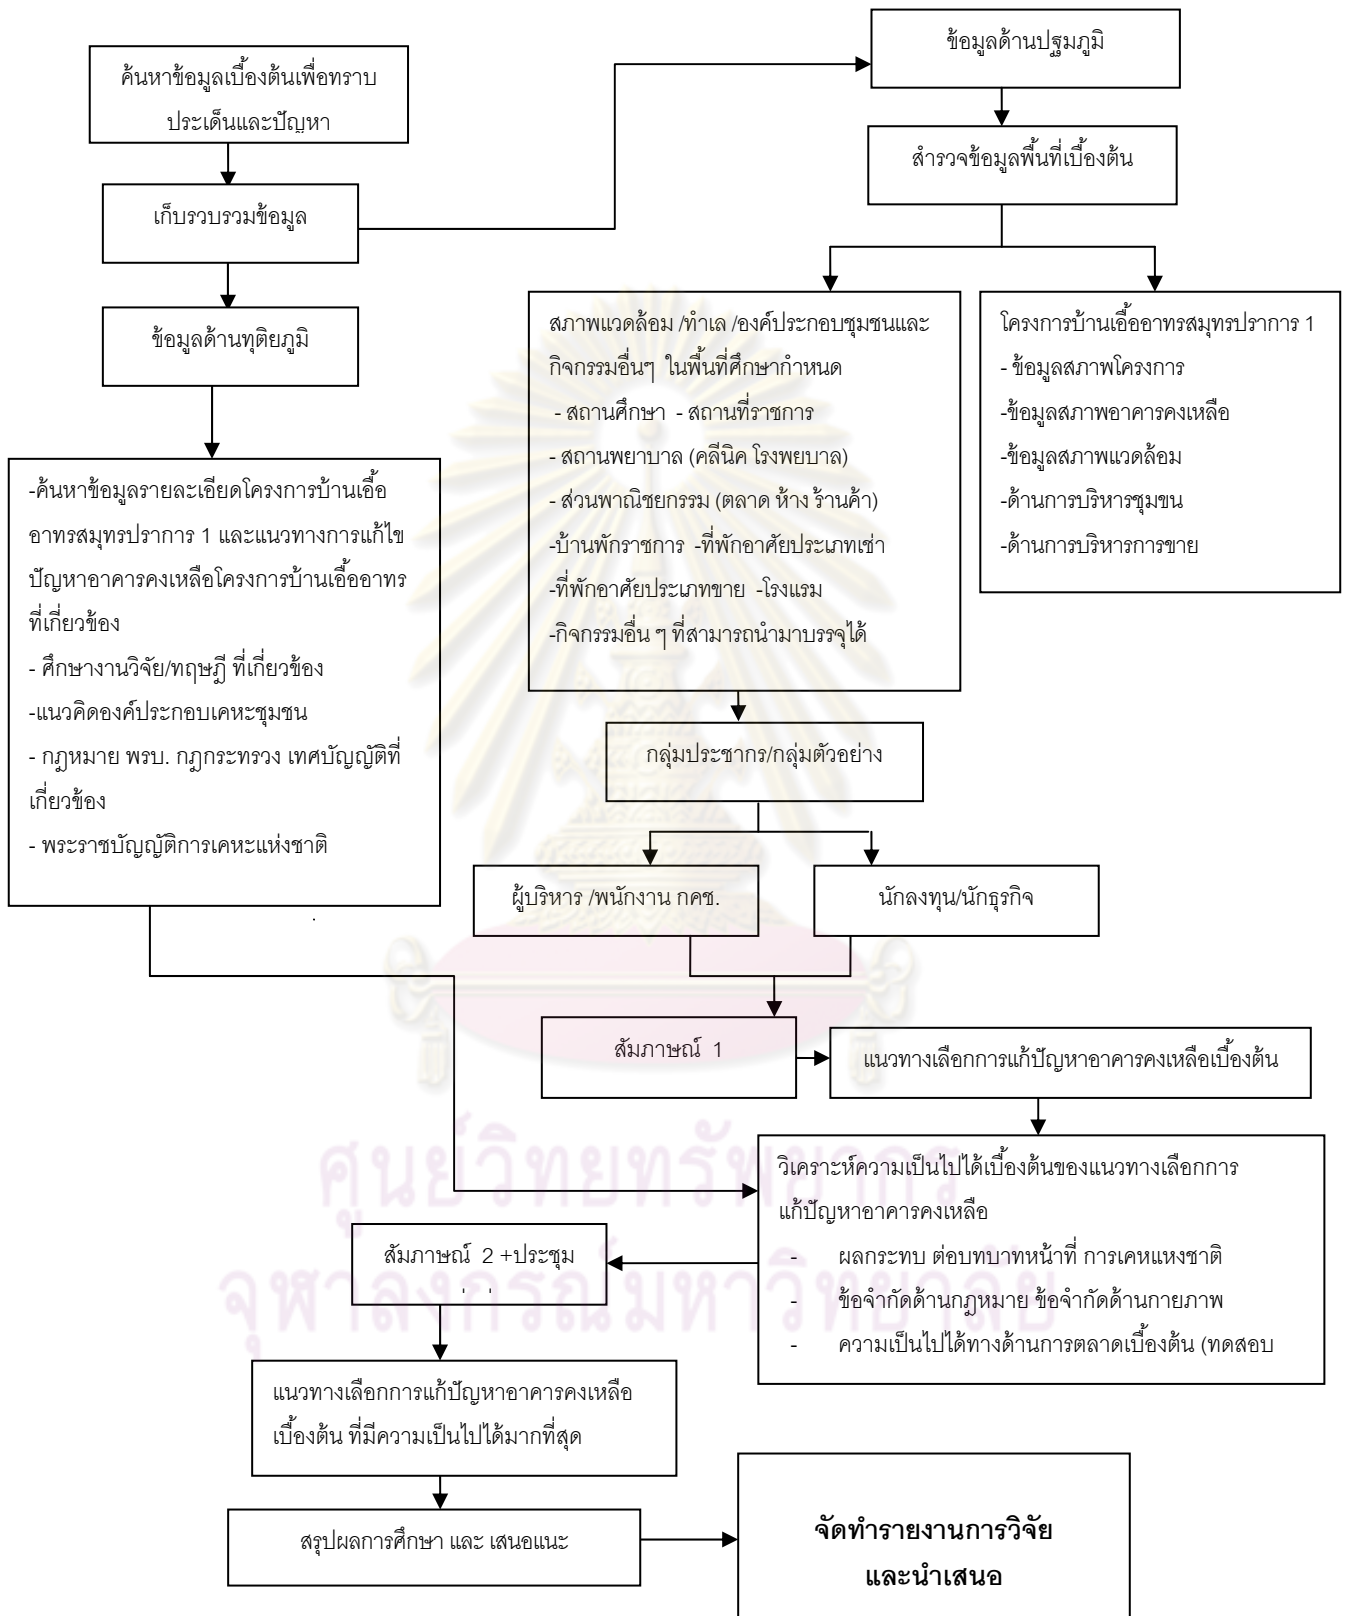 ค้นหาข้อมูลเบื้องต้นเพื่อทราบ
ประเด็นและปัญหา
เก็บรวบรวมข้อมูล
ข้อมูลด้านทุติยภูมิ
-ค้นหาข้อมูลรายละเอียดโครงการบ้านเอื้อ
อาทรสมุทรปราการ 1 และแนวทางการแก้ไข
ปัญหาอาคารคงเหลือโครงการบ้านเอื้ออาทร
ที่เกี่ยวข้อง
- ศึกษางานวิจัย/ทฤษฎี ที่เกี่ยวข้อง
-แนวคิดองค์ประกอบเคหะชุมชน
- กฎหมาย พรบ. กฎกระทรวง เทศบัญญัติที่
เกี่ยวข้อง
- พระราชบัญญัติการเคหะแห่งชาติ
ข้อมูลด้านปฐมภูมิ
สำรวจข้อมูลพื้นที่เบื้องต้น
สภาพแวดล้อม /ทำเล /องค์ประกอบชุมชนและ
กิจกรรมอื่นๆ ในพื้นที่ศึกษากำหนด
- สถานศึกษา - สถานที่ราชการ
- สถานพยาบาล (คลีนิค โรงพยบาล)
- ส่วนพาณิชยกรรม (ตลาด ห้าง ร้านค้า)
-บ้านพักราชการ -ที่พักอาศัยประเภทเช่า
-ที่พักอาศัยประเภทขาย -โรงแรม
-กิจกรรมอื่น ๆ ที่สามารถนำมาบรรจุได้
โครงการบ้านเอื้ออาทรสมุทรปราการ 1
- ข้อมูลสภาพโครงการ
-ข้อมูลสภาพอาคารคงเหลือ
-ข้อมูลสภาพแวดล้อม
-ด้านการบริหารชุมขน
-ด้านการบริหารการขาย
กลุ่มประชากร/กลุ่มตัวอย่าง
ผู้บริหาร /พนักงาน กคช.
นักลงทุน/นักธุรกิจ
สัมภาษณ์ 1
แนวทางเลือกการแก้ปัญหาอาคารคงเหลือเบื้องต้น
วิเคราะห์ความเป็นไปได้เบื้องต้นของแนวทางเลือกการ
แก้ปัญหาอาคารคงเหลือ
- ผลกระทบ ต่อบทบาทหน้าที่ การเคหแหงชาติ
- ข้อจำกัดด้านกฎหมาย ข้อจำกัดด้านกายภาพ
- ความเป็นไปได้ทางด้านการตลาดเบื้องต้น (ทดสอบ
สัมภาษณ์ 2 +ประชุม
แนวทางเลือกการแก้ปัญหาอาคารคงเหลือ
เบื้องต้น ที่มีความเป็นไปได้มากที่สุด
สรุปผลการศึกษา และ เสนอแนะ
จัดทำรายงานการวิจัย
และนำเสนอ
ศูนย์วิทยทรัพยากร
จุฬาลงกรณ์มหาวิทยาลัย